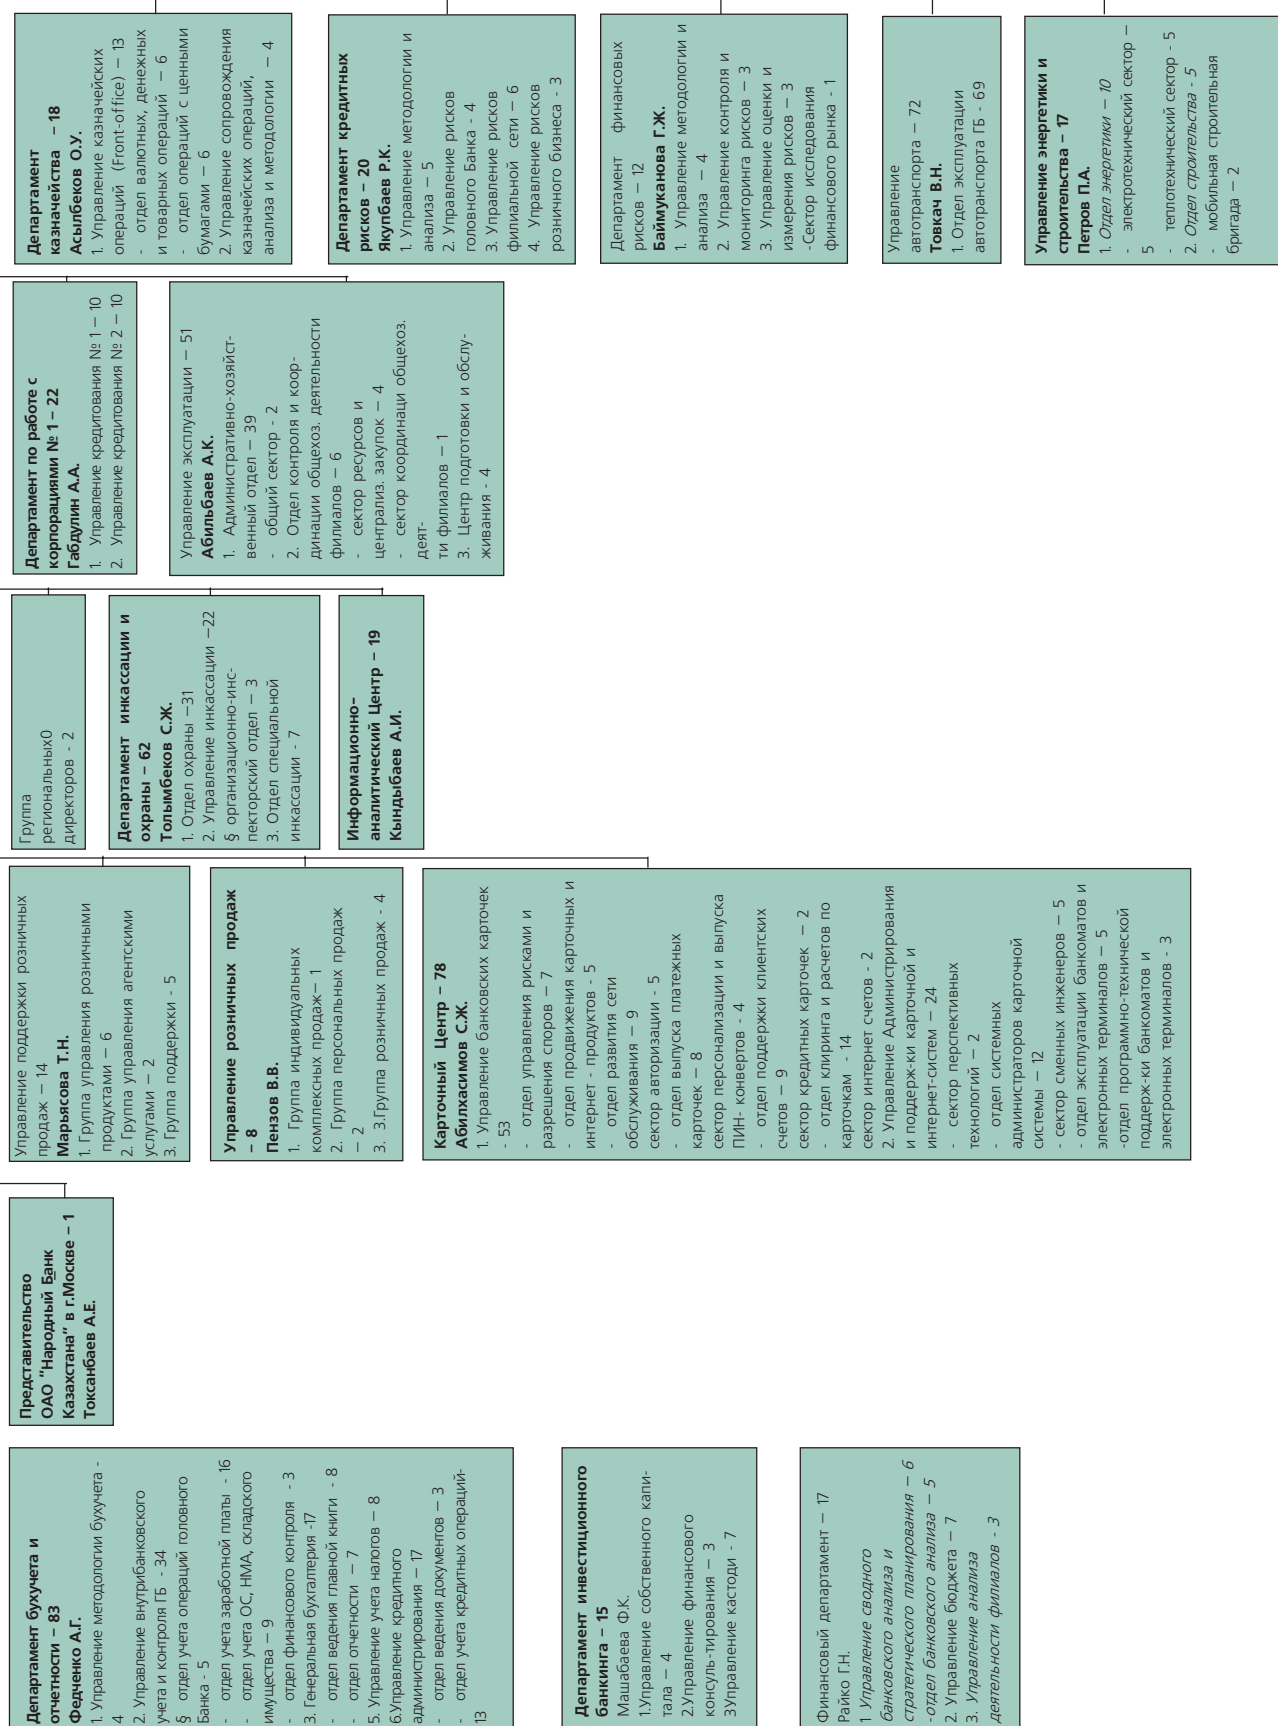 Департамент бухучета и
отчетности – 83
Федченко А.Г.
1. Управление методологии бухучета -
4
2. Управление внутрибанковского
учета и контроля ГБ - 34
§ отдел учета операций головного
Банка - 5
- отдел учета заработной платы - 16
- отдел учета ОС, НМА, складского
имущества – 9
- отдел финансового контроля - 3
3. Генеральная бухгалтерия -17
- отдел ведения главной книги - 8
- отдел отчетности – 7
5. Управление учета налогов – 8
6.Управление кредитного
администрирования – 17
- отдел ведения документов – 3
- отдел учета кредитных операций-
13
Департамент инвестиционного
банкинга – 15
Машабаева Ф.К.
1.Управление собственного капи-
тала – 4
2.Управление финансового
консуль-тирования – 3
3Управление кастоди - 7
Финансовый департамент – 17
Райко Г.Н.
1 Управление сводного
банковского анализа и
стратегического планирования – 6
-отдел банковского анализа – 5
2. Управление бюджета – 7
3. Управление анализа
деятельности филиалов - 3
Представительство
ОАО "Народный Банк
Казахстана" в г.Москве – 1
Токсанбаев А.Е.
Управление поддержки розничных
продаж – 14
Марьясова Т.Н.
1. Группа управления розничными
продуктами – 6
2. Группа управления агентскими
услугами – 2
3. Группа поддержки - 5
Управление розничных продаж
– 8
Пензов В.В.
1. Группа индивидуальных
комплексных продаж– 1
2. Группа персональных продаж
– 2
3. 3.Группа розничных продаж - 4
Карточный Центр – 78
Абилхасимов С.Ж.
1. Управление банковских карточек
- 53
- отдел управления рисками и
разрешения споров – 7
- отдел продвижения карточных и
интернет - продуктов - 5
- отдел развития сети
обслуживания – 9
сектор авторизации - 5
- отдел выпуска платежных
карточек – 8
сектор персонализации и выпуска
ПИН- конвертов - 4
- отдел поддержки клиентских
счетов – 9
сектор кредитных карточек – 2
- отдел клиринга и расчетов по
карточкам - 14
сектор интернет счетов - 2
2. Управление Администрирования
и поддерж-ки карточной и
интернет-систем – 24
- сектор перспективных
технологий – 2
- отдел системных
администраторов карточной
системы – 12
- сектор сменных инженеров – 5
- отдел эксплуатации банкоматов и
электронных терминалов – 5
-отдел программно-технической
поддерж-ки банкоматов и
электронных терминалов - 3
Группа
региональных0
директоров - 2
Департамент инкассации и
охраны – 62
Толымбеков С.Ж.
1. Отдел охраны –31
2. Управление инкассации –22
§ организационно-инс-
пекторский отдел – 3
3. Отдел специальной
инкассации - 7
Информационно–
аналитический Центр – 19
Кындыбаев А.И.
Департамент по работе с
корпорациями № 1 – 22
Габдулин А.А.
1. Управление кредитования № 1 – 10
2. Управление кредитования № 2 – 10
Управление эксплуатации – 51
Абильбаев А.К.
1. Административно-хозяйст-
венный отдел – 39
- общий сектор - 2
2. Отдел контроля и коор-
динации общехоз. деятельности
филиалов – 6
- сектор ресурсов и
централиз. закупок – 4
- сектор координаци общехоз.
деят-
ти филиалов – 1
3. Центр подготовки и обслу-
живания - 4
Департамент
казначейства – 18
Асылбеков О.У.
1. Управление казначейских
операций (Front-office) – 13
- отдел валютных, денежных
и товарных операций – 6
- отдел операций с ценными
бумагами – 6
2. Управление сопровождения
казначейских операций,
анализа и методологии – 4
Департамент кредитных
рисков – 20
Якупбаев Р.К.
1. Управление методологии и
анализа – 5
2. Управление рисков
головного Банка - 4
3. Управление рисков
филиальной сети – 6
4. Управление рисков
розничного бизнеса - 3
Департамент финансовых
рисков – 12
Баймуканова Г.Ж.
1. Управление методологии и
анализа – 4
2. Управление контроля и
мониторинга рисков – 3
3. Управление оценки и
измерения рисков – 3
-Сектор исследования
финансового рынка - 1
Управление
автотранспорта – 72
Товкач В.Н.
1. Отдел эксплуатации
автотранспорта ГБ - 69
Управление энергетики и
строительства – 17
Петров П.А.
1. Отдел энергетики – 10
- электротехнический сектор –
5
- теплотехнический сектор - 5
2. Отдел строительства - 5
- мобильная строительная
бригада – 2